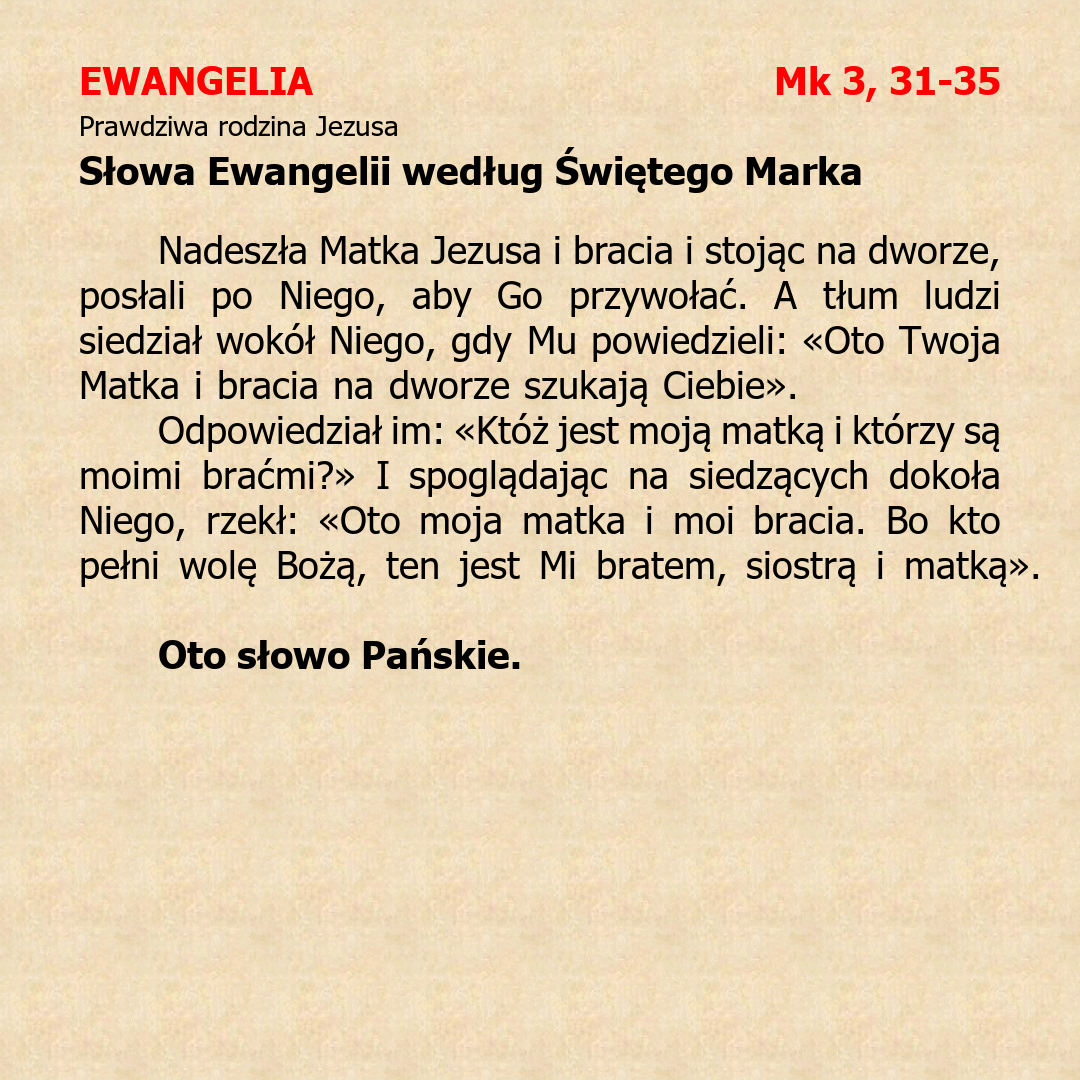 EWANGELIA Mk 3, 31-35
Prawdziwa rodzina Jezusa
Słowa Ewangelii według Świętego Marka
Nadeszła Matka Jezusa i bracia i stojąc na dworze,
posłali po Niego, aby Go przywołać. A tłum ludzi
siedział wokół Niego, gdy Mu powiedzieli: «Oto Twoja
Matka i bracia na dworze szukają Ciebie».
Odpowiedział im: «Któż jest moją matką i którzy są
moimi braćmi?» I spoglądając na siedzących dokoła
Niego, rzekł: «Oto moja matka i moi bracia. Bo kto
pełni wolę Bożą, ten jest Mi bratem, siostrą i matką».
Oto słowo Pańskie.